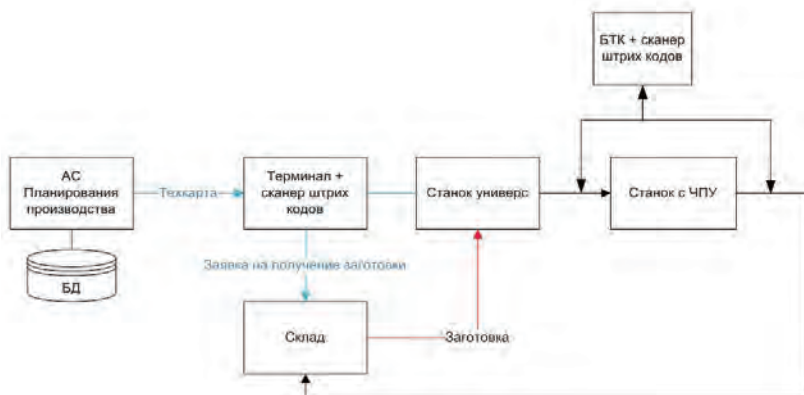 БТК + сканер
штрих кодов
АС
Планирования
производства
Техкарта
Терминал +
сканер штрих
кодов
Станок универс
Станок с ЧПУ
Заявка на получение заготовки
БД
Склад
Заготовка